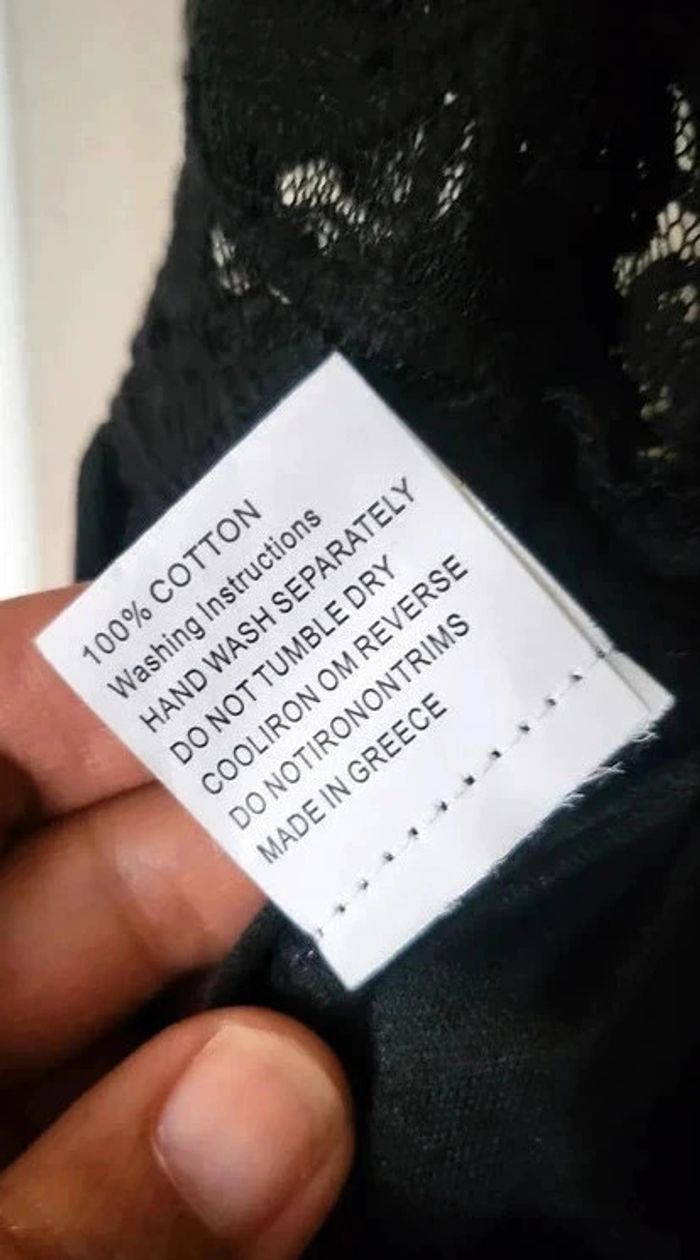 100% COTTON
Washing Instructions
HAND WASH SEPARATELY
DO NOT TUMBLE DRY
COOLIRON OM REVERSE
DO NOTIRONONTRIMS
MADE IN GREECE